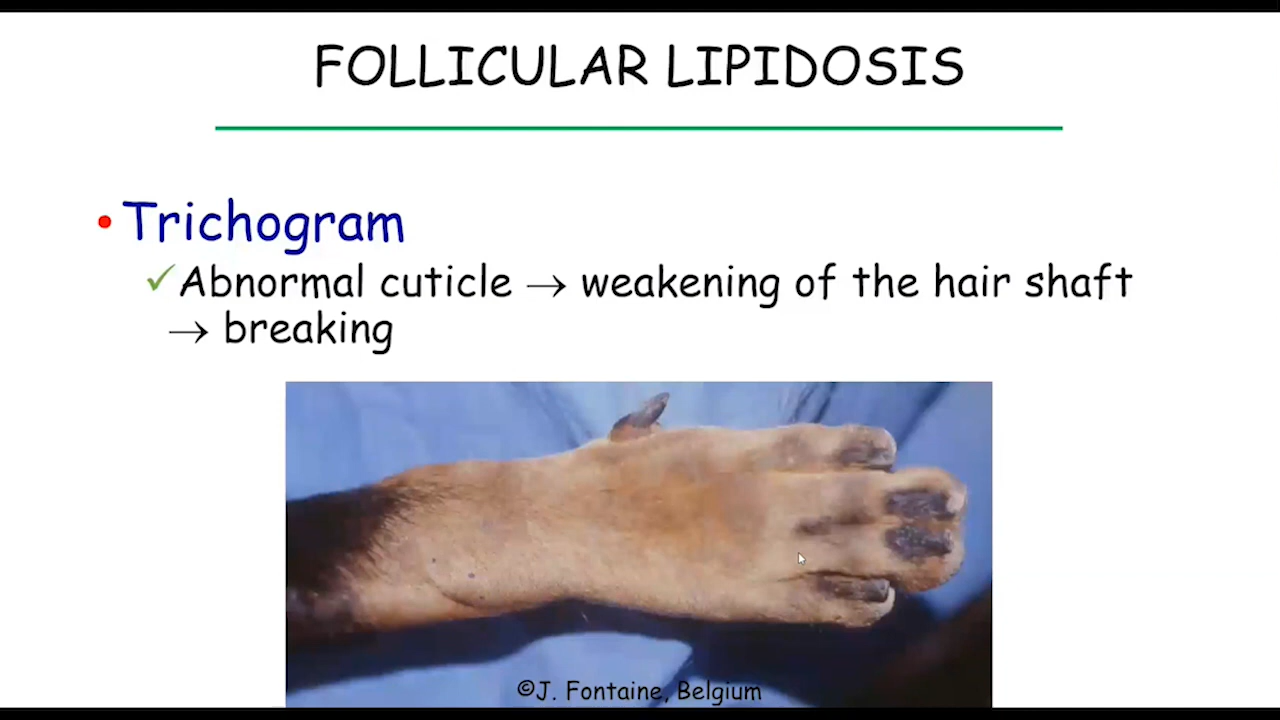 FOLLICULAR LIPIDOSIS
• Trichogram
✓Abnormal cuticle → weakening of the hair shaft
→ breaking
©J. Fontaine, Belgium